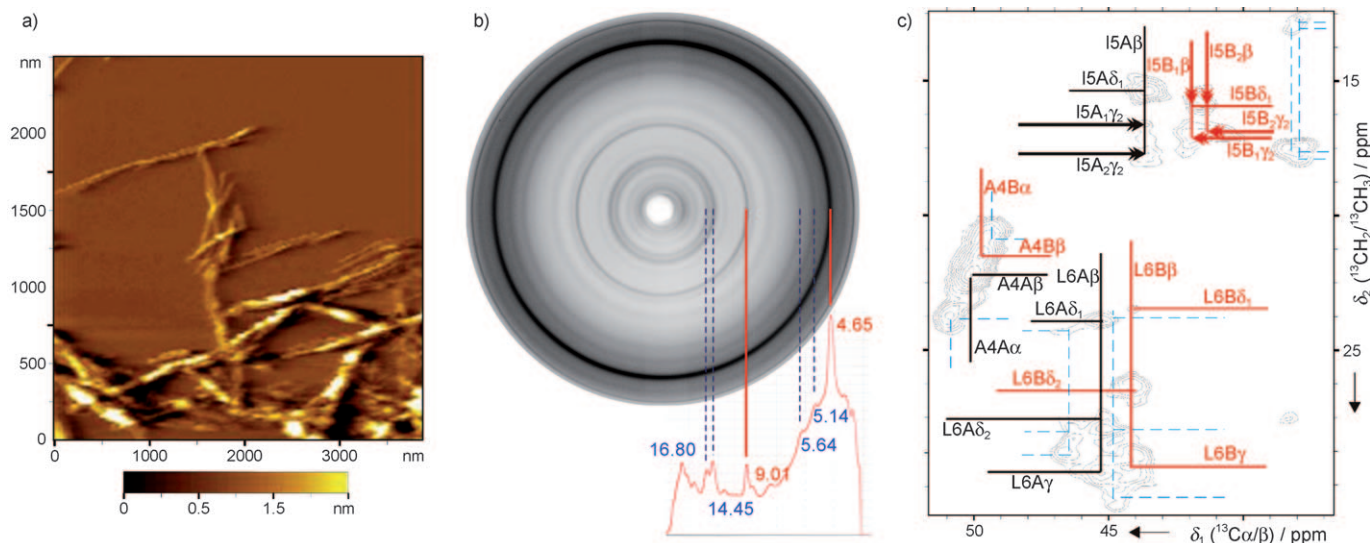 a)
nm
2000
1500
1000
500
0
0
1000
2000
3000
nm
0
0.5
1.5
nm
b)
4.65
5.14
5.64
16.80
9.01
14.45
c)
I5Aβ
I5B₁β
I5B₂β
I5Aδ₁
I5Bδ₁
I5A₁γ₂
I5B₂γ₂
I5A₂γ₂
I5B₁γ₂
A4Bα
A4Bβ
A4Aβ
L6Aβ
L6Bβ
L6Aδ₁
L6Bδ₁
A4Aα
L6Bδ₂
L6Aδ₂
L6Bγ
L6Aγ
15
25
δ₂ (¹³CH₂/¹³CH₃) / ppm
50
45
δ₁ (¹³Cα/β) / ppm